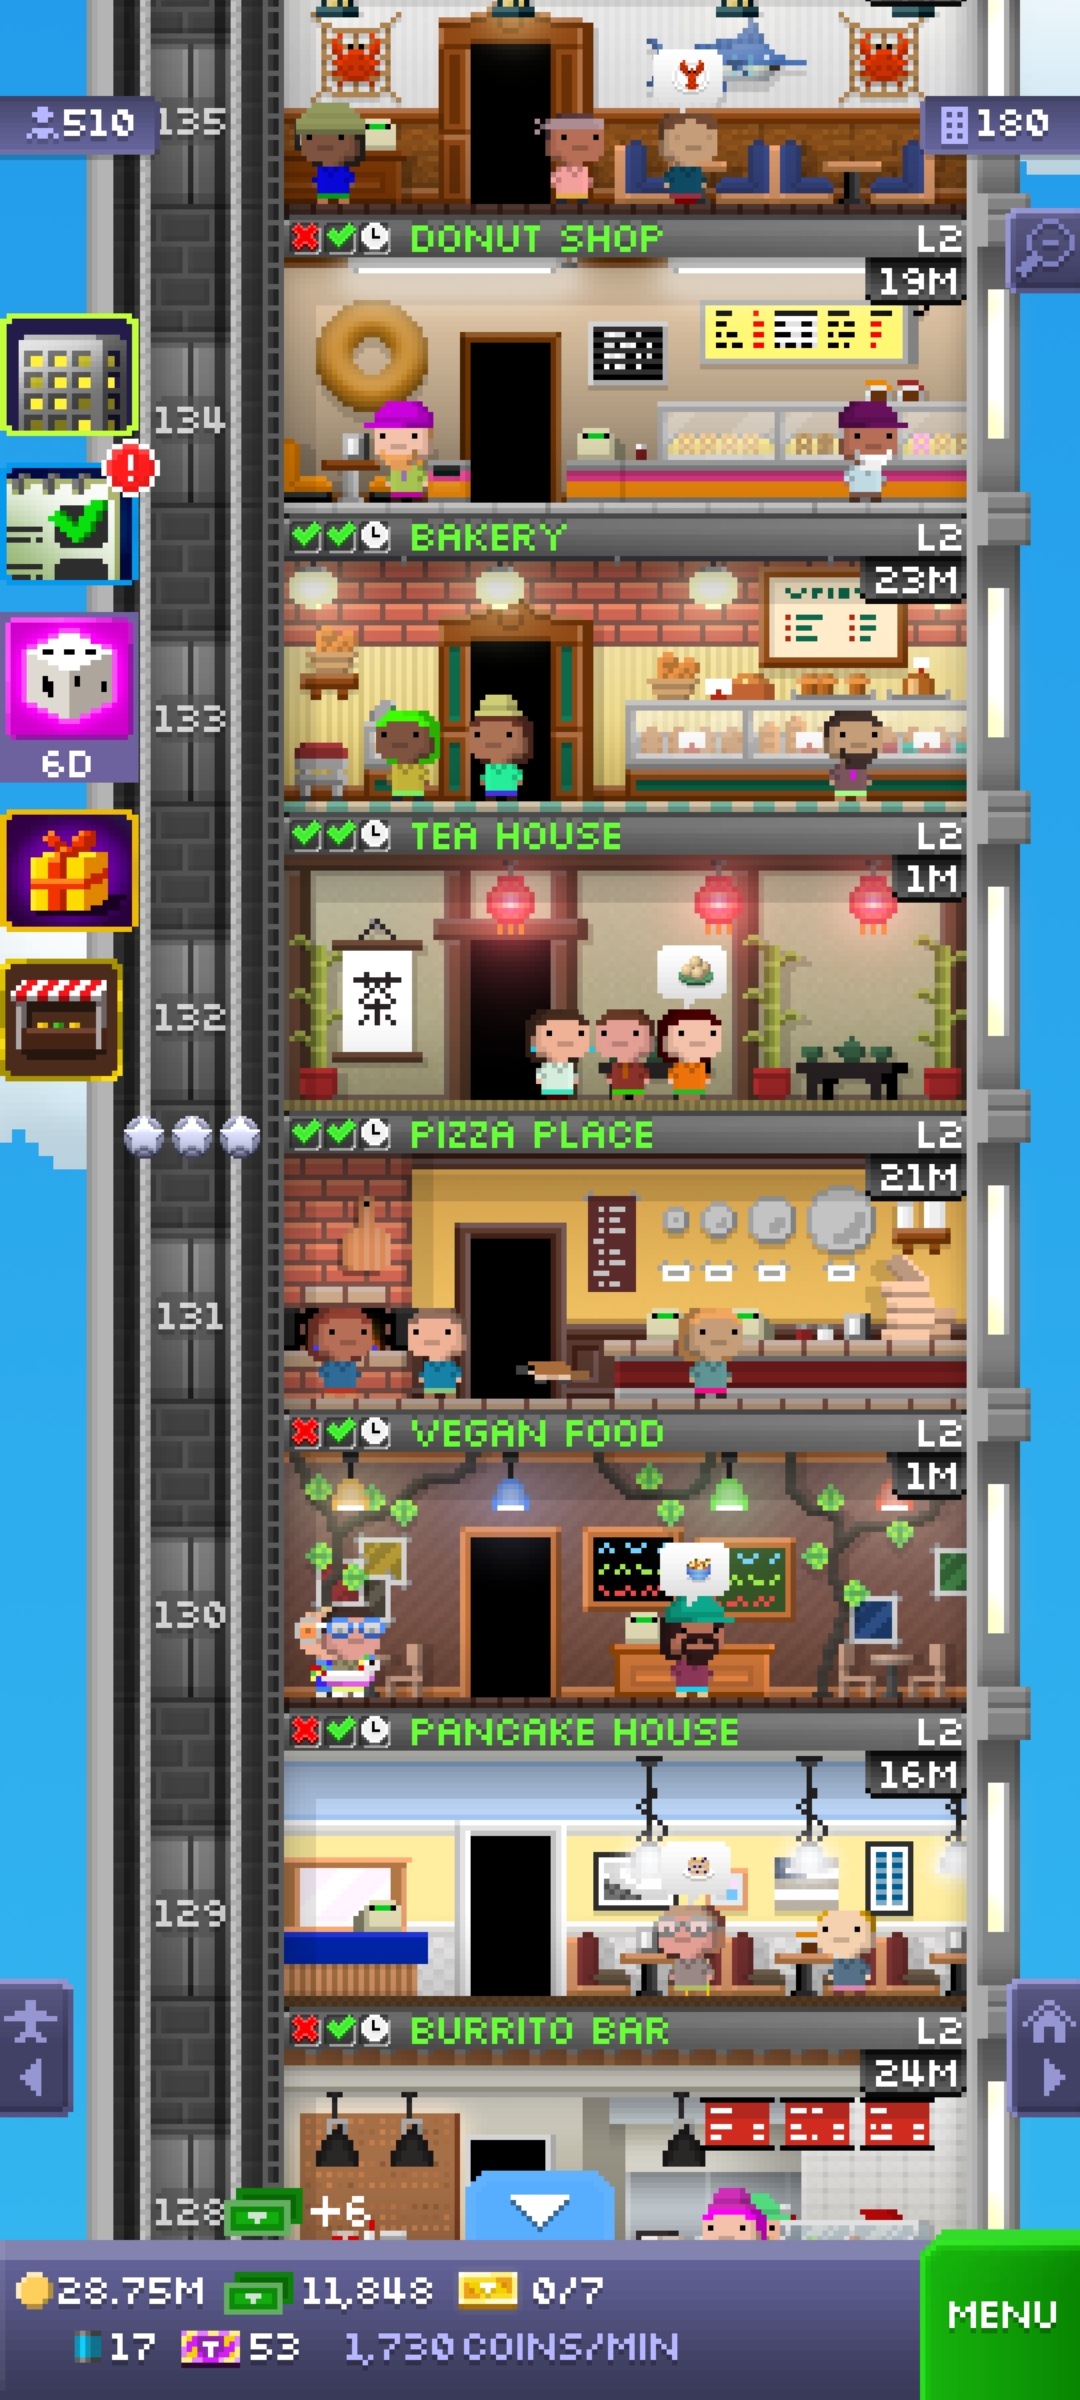 510
135
180
DONUT SHOP L2
19M
134
BAKERY L2
23M
133
6D
TEA HOUSE L2
1M
茶
132
PIZZA PLACE L2
21M
131
VEGAN FOOD L2
1M
130
PANCAKE HOUSE L2
16M
129
BURRITO BAR L2
24M
128
+6
28.75M 11,848 0/7
MENU
17 53 1,730 COINS/MIN